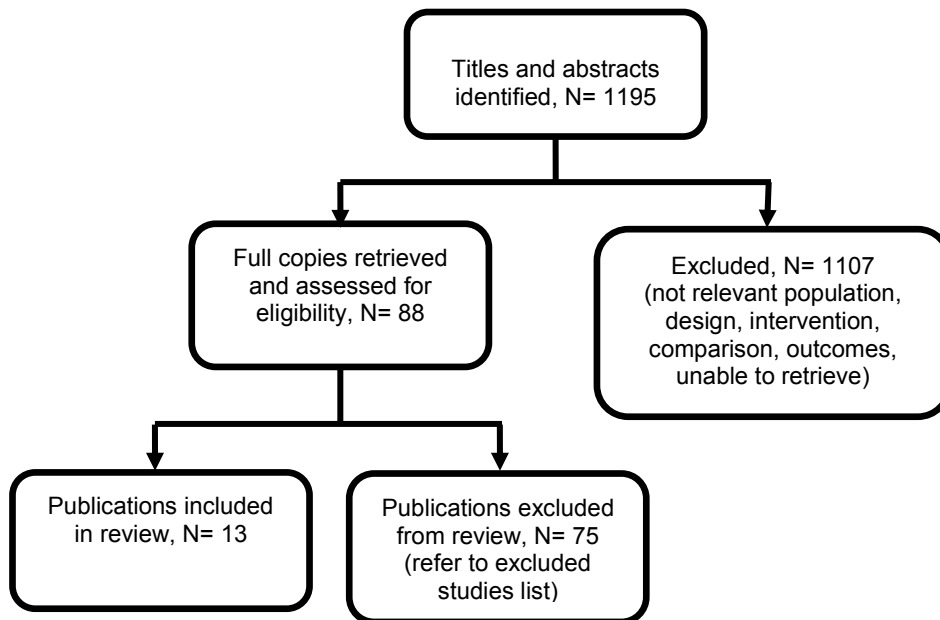 Titles and abstracts
identified, N= 1195
Full copies retrieved
and assessed for
eligibility, N= 88
Excluded, N= 1107
(not relevant population,
design, intervention,
comparison, outcomes,
unable to retrieve)
Publications included
in review, N= 13
Publications excluded
from review, N= 75
(refer to excluded
studies list)